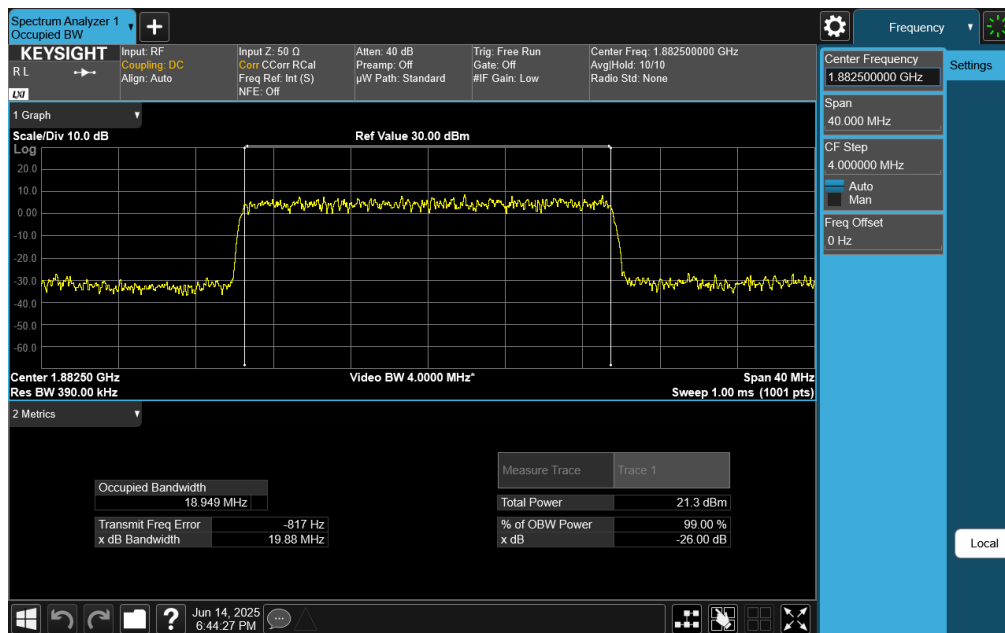 Spectrum Analyzer 1
Occupied BW
Frequency
KEYSIGHT
R L
LXI
Input: RF
Coupling: DC
Align: Auto
Input Z: 50 Ω
Corr CCorr RCal
Freq Ref: Int (S)
NFE: Off
Atten: 40 dB
Preamp: Off
µW Path: Standard
Trig: Free Run
Gate: Off
#IF Gain: Low
Center Freq: 1.882500000 GHz
Avg|Hold: 10/10
Radio Std: None
Center Frequency
1.882500000 GHz
Settings
Span
40.000 MHz
CF Step
4.000000 MHz
Auto
Man
Freq Offset
0 Hz
1 Graph
Scale/Div 10.0 dB
Ref Value 30.00 dBm
Log
20.0
10.0
0.00
-10.0
-20.0
-30.0
-40.0
-50.0
-60.0
Center 1.88250 GHz
Video BW 4.0000 MHz*
Span 40 MHz
Res BW 390.00 kHz
Sweep 1.00 ms (1001 pts)
2 Metrics
Measure Trace
Trace 1
Occupied Bandwidth
18.949 MHz
Total Power
21.3 dBm
Transmit Freq Error
-817 Hz
% of OBW Power
99.00 %
x dB Bandwidth
19.88 MHz
x dB
-26.00 dB
Local
?
Jun 14, 2025
6:44:27 PM